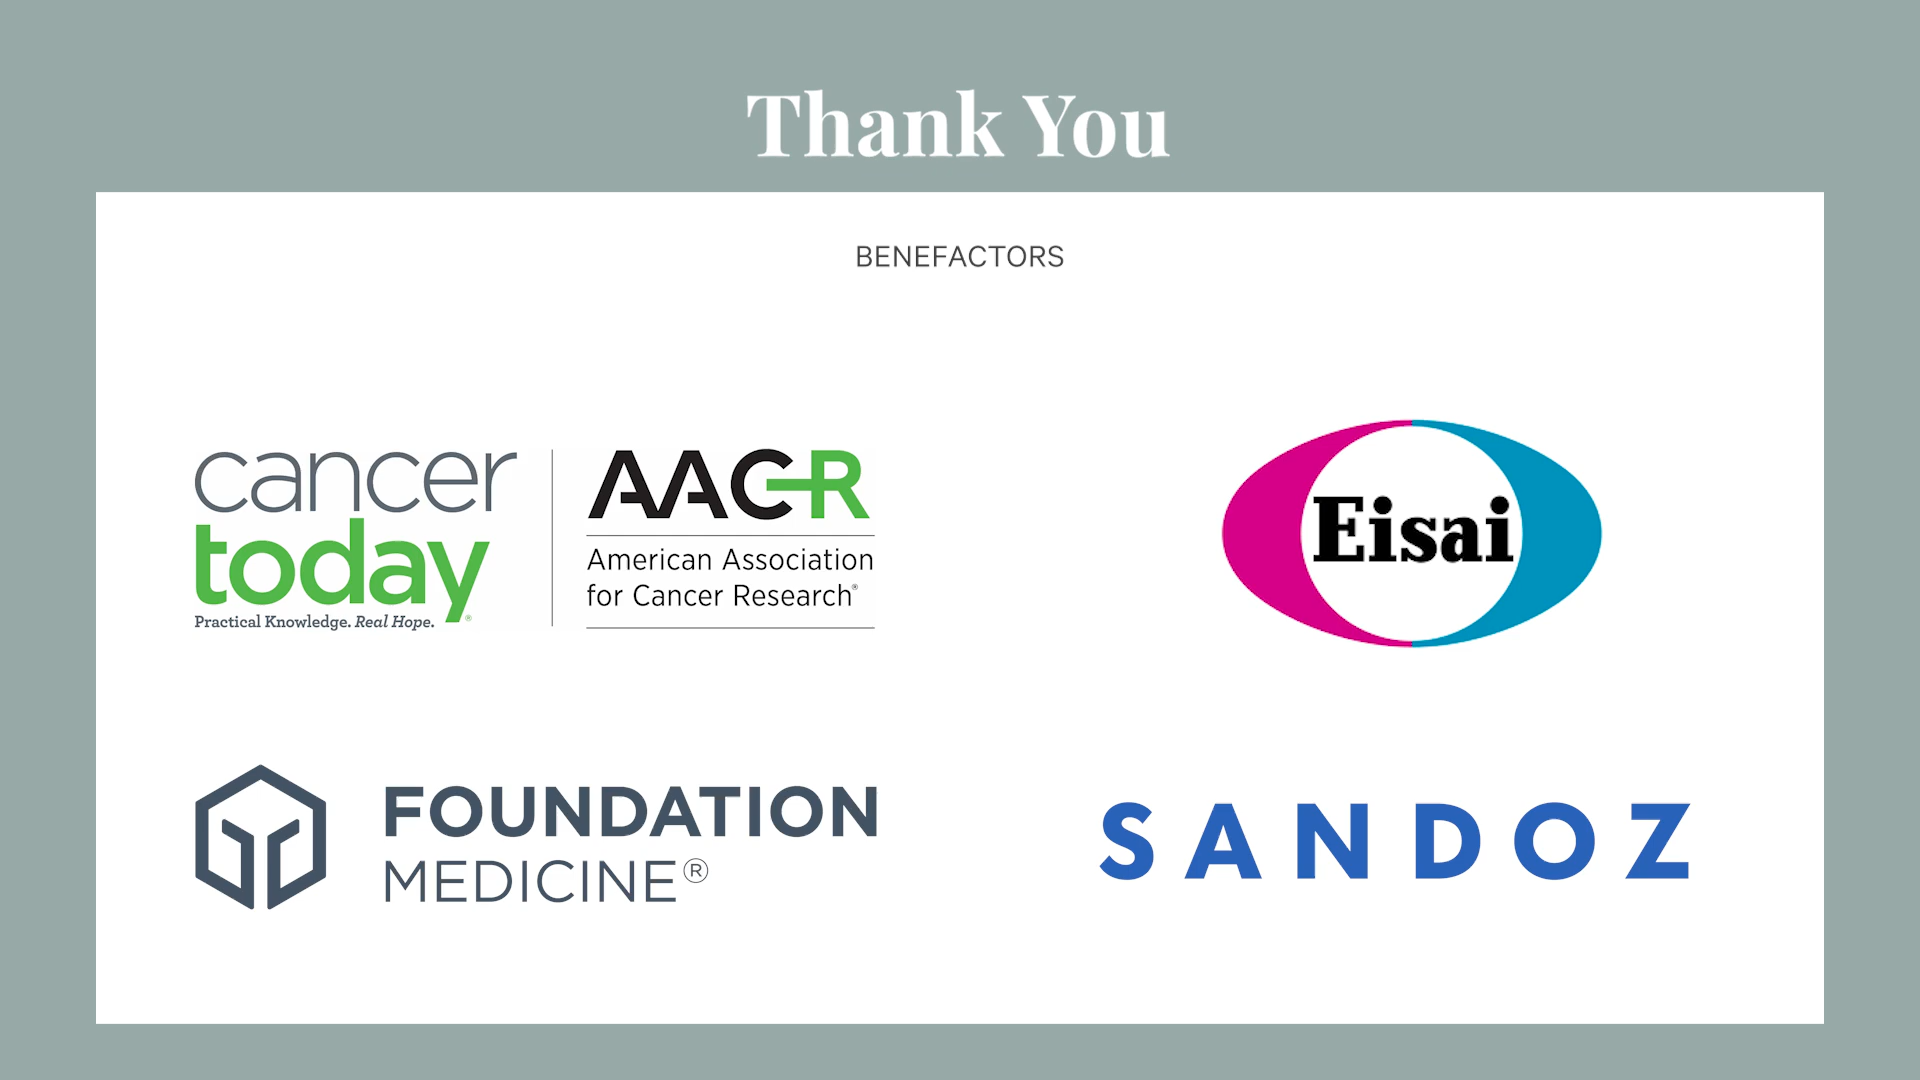 Thank You
BENEFACTORS
cancer
today®
Practical Knowledge. Real Hope.
AACR
American Association
for Cancer Research®
Eisai
FOUNDATION
MEDICINE®
SANDOZ